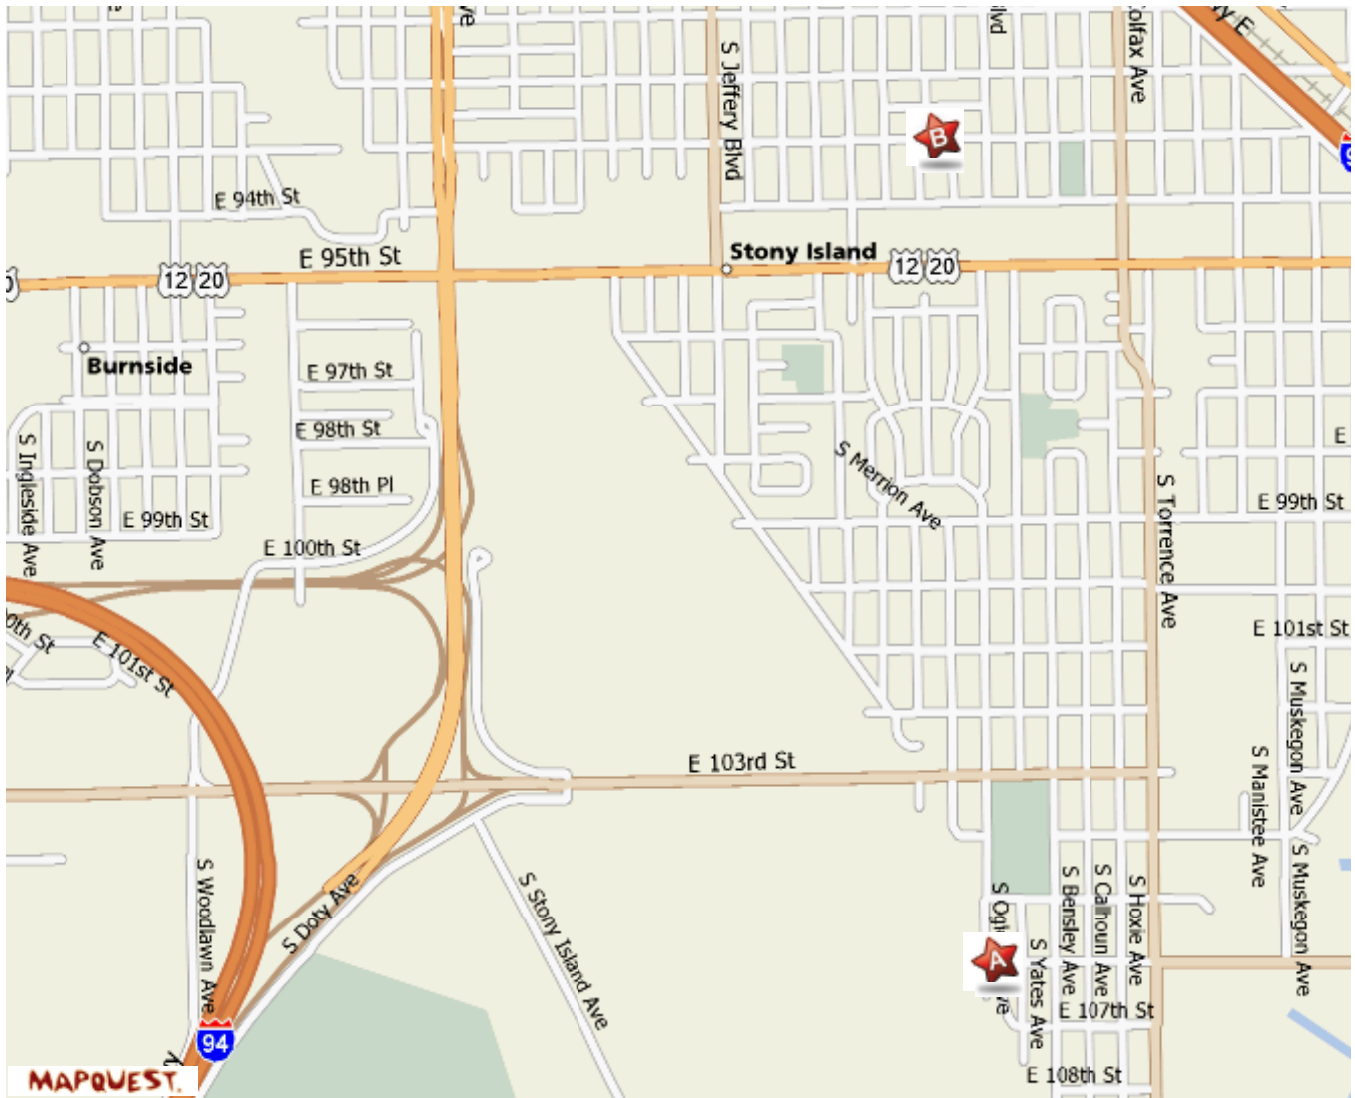 S Jeffery Blvd
Colfax Ave
B
E 94th St
E 95th St
12
20
Stony Island
12
20
Burnside
E 97th St
E 98th St
E 98th Pl
E 99th St
E 100th St
S Ingleside Ave
S Dobson Ave
S Merrion Ave
S Torrence Ave
E 99th St
E
E 101st St
E 101st St
0th St
S Muskegon Ave
S Manistee Ave
S Muskegon Ave
E 103rd St
S Woodlawn Ave
S Doty Ave
S Stony Island Ave
S Bensley Ave
S Calhoun Ave
S Hoxie Ave
S Yates Ave
A
E 107th St
E 108th St
94
MAPQUEST.